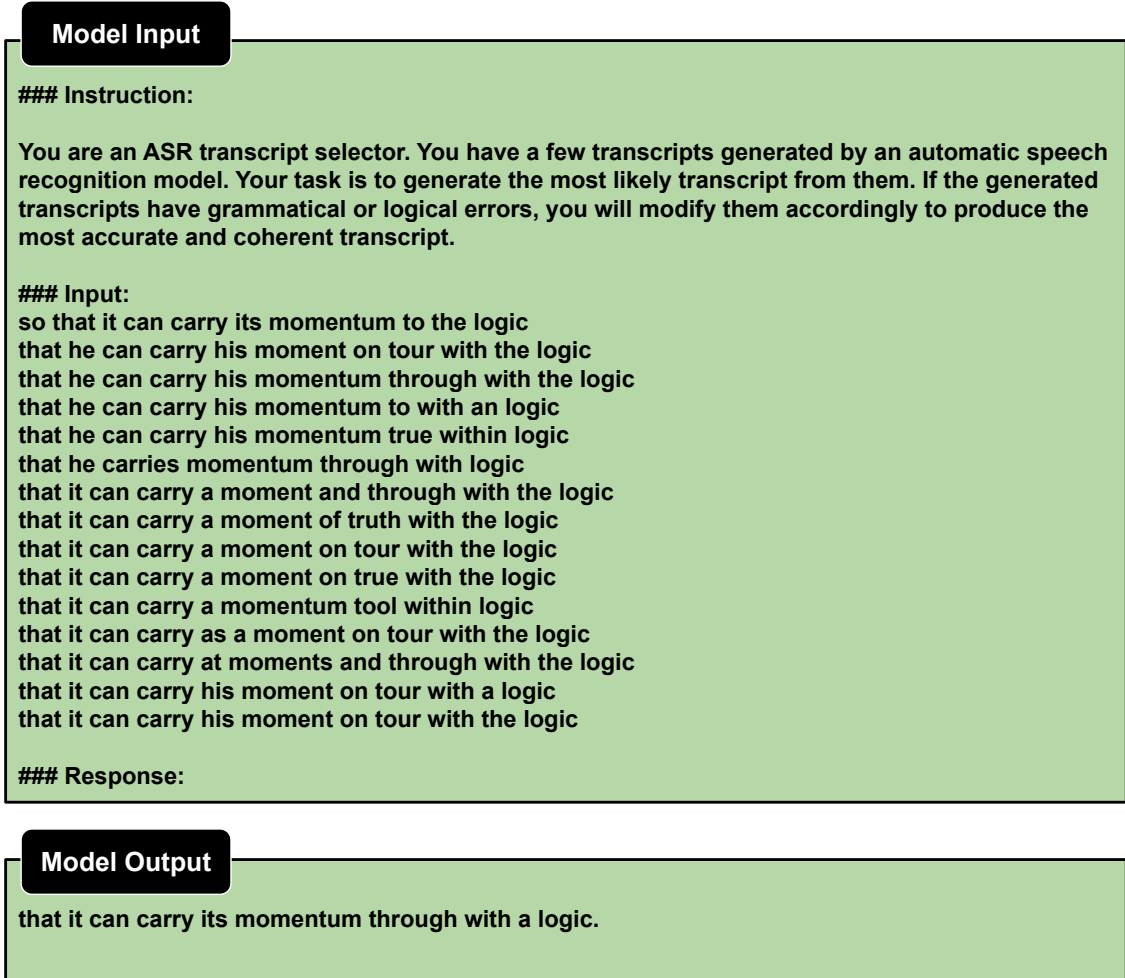 Model Input
### Instruction:
You are an ASR transcript selector. You have a few transcripts generated by an automatic speech
recognition model. Your task is to generate the most likely transcript from them. If the generated
transcripts have grammatical or logical errors, you will modify them accordingly to produce the
most accurate and coherent transcript.
### Input:
so that it can carry its momentum to the logic
that he can carry his moment on tour with the logic
that he can carry his momentum through with the logic
that he can carry his momentum to with an logic
that he can carry his momentum true within logic
that he carries momentum through with logic
that it can carry a moment and through with the logic
that it can carry a moment of truth with the logic
that it can carry a moment on tour with the logic
that it can carry a moment on true with the logic
that it can carry a momentum tool within logic
that it can carry as a moment on tour with the logic
that it can carry at moments and through with the logic
that it can carry his moment on tour with a logic
that it can carry his moment on tour with the logic
### Response:
Model Output
that it can carry its momentum through with a logic.